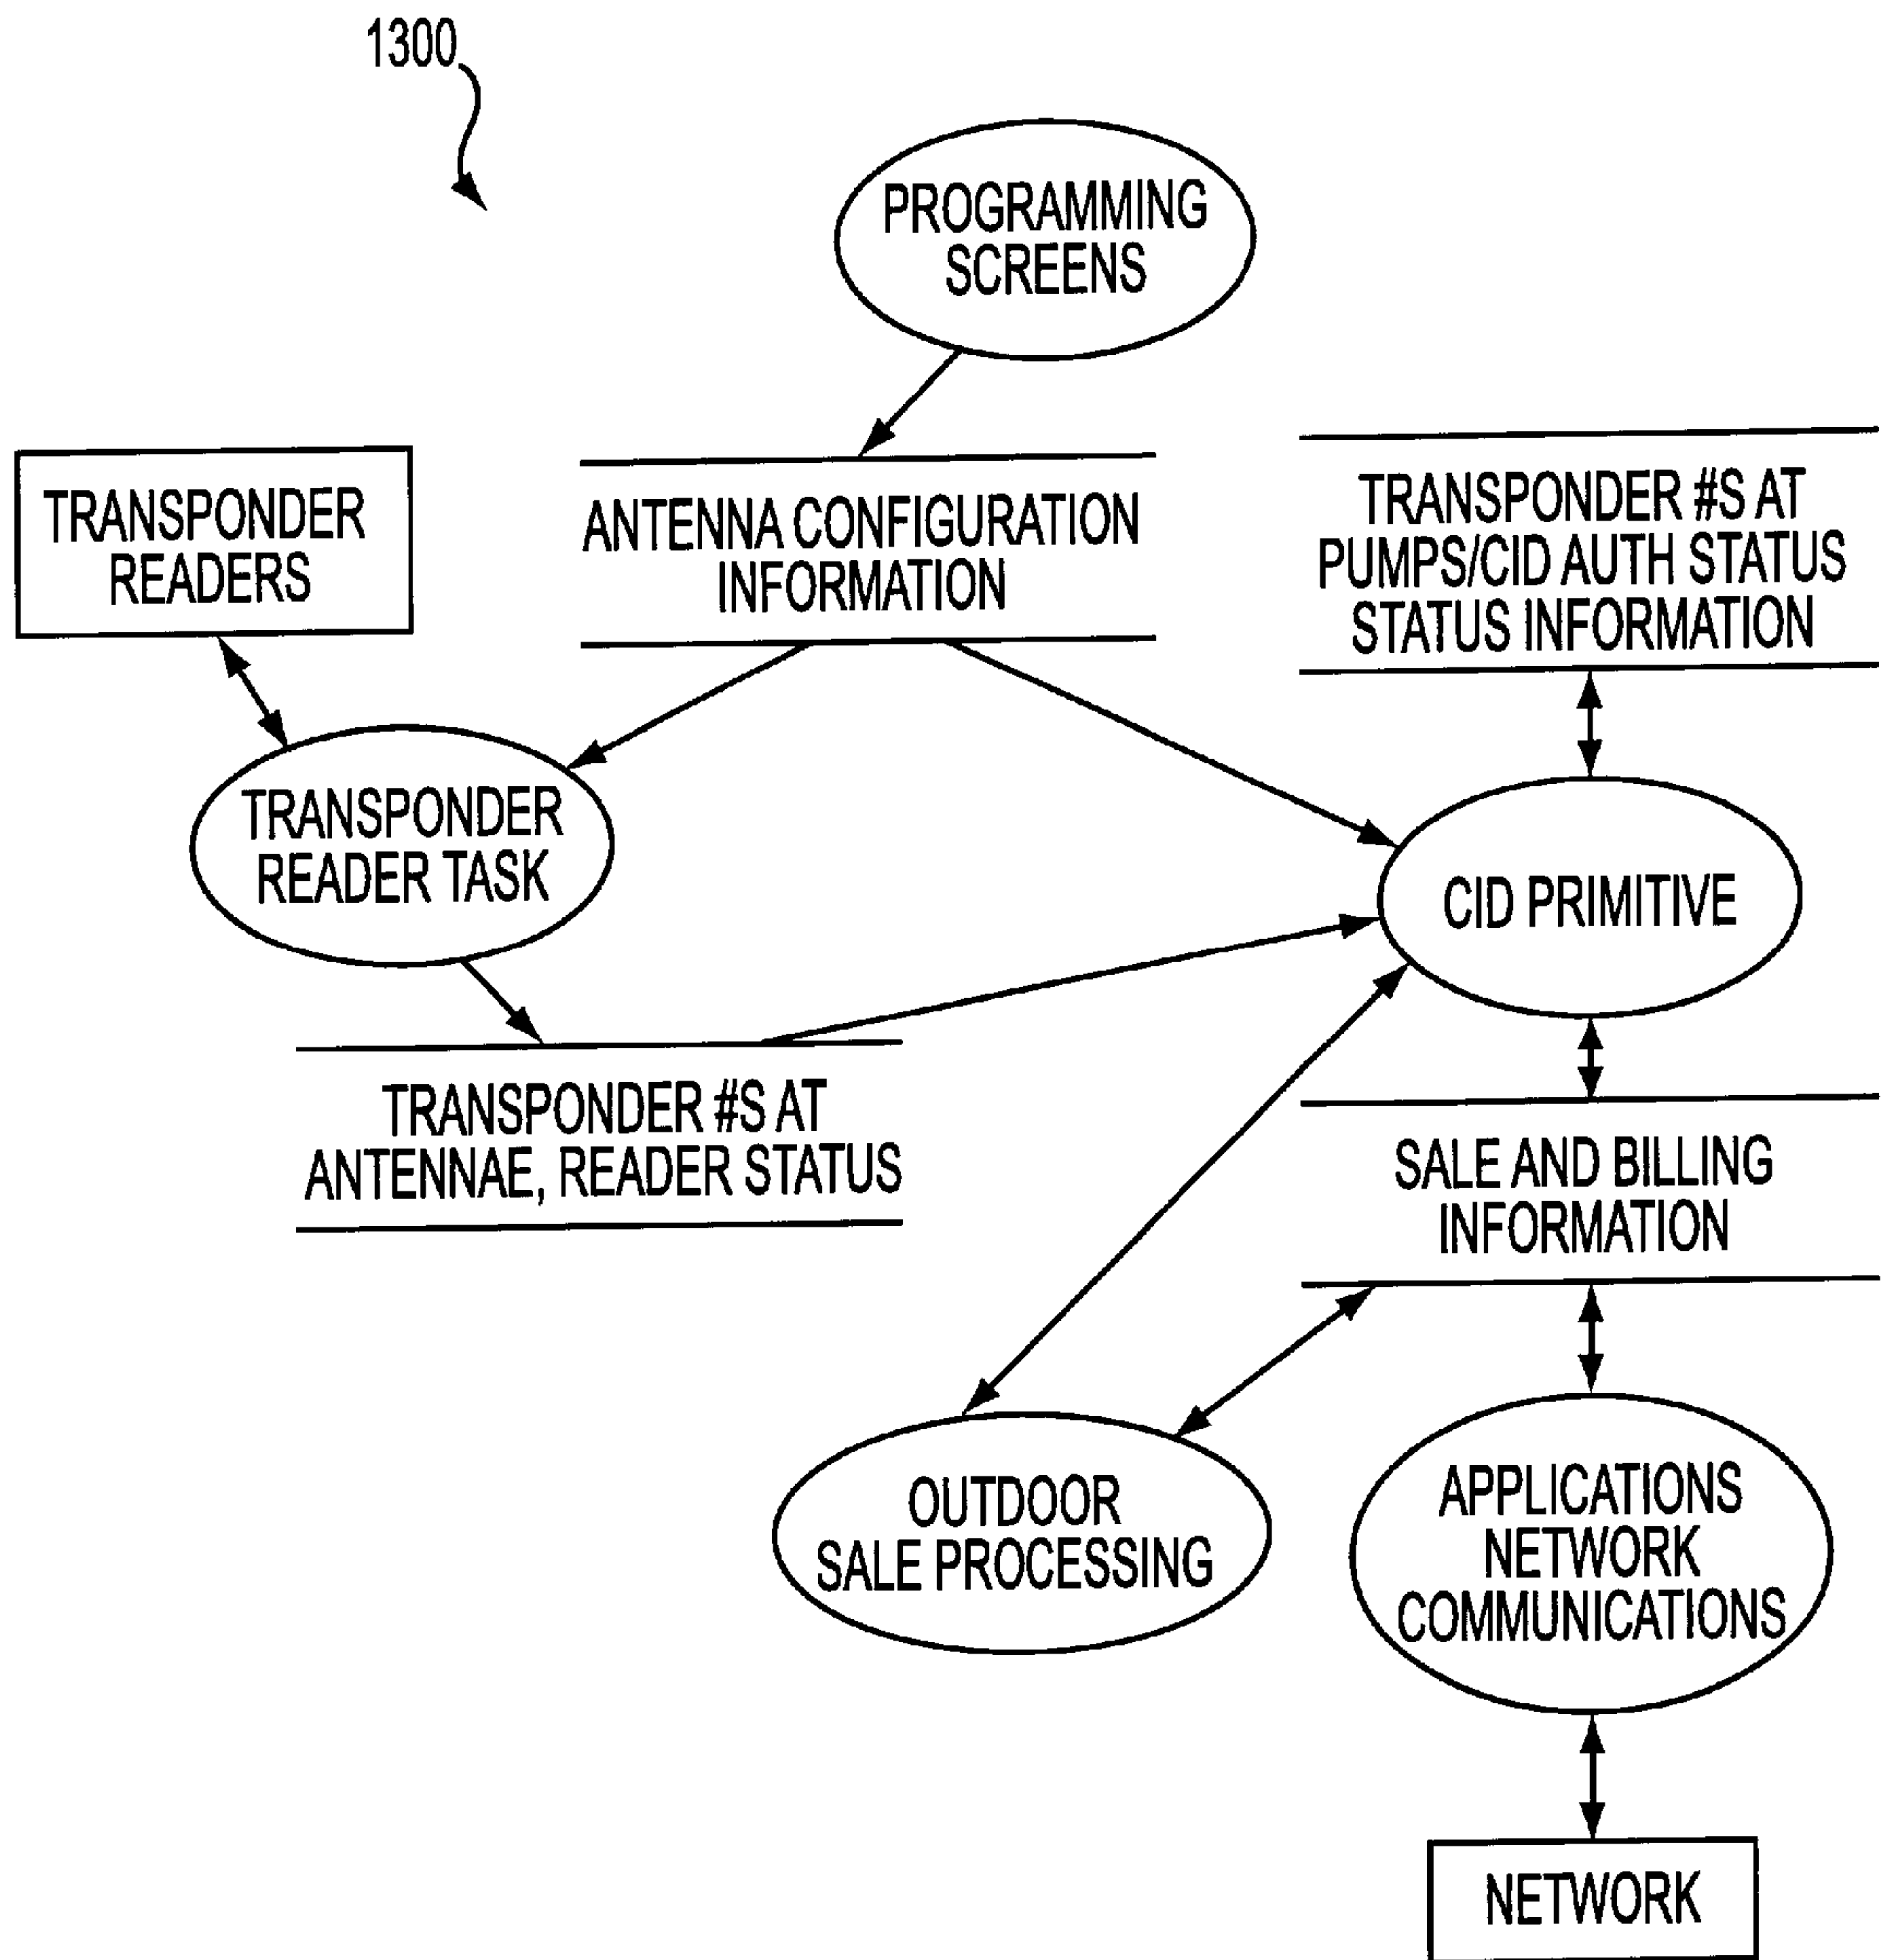 1300
PROGRAMMING
SCREENS
TRANSPONDER
READERS
ANTENNA CONFIGURATION
INFORMATION
TRANSPONDER #S AT
PUMPS/CID AUTH STATUS
STATUS INFORMATION
TRANSPONDER
READER TASK
CID PRIMITIVE
TRANSPONDER #S AT
ANTENNAE, READER STATUS
SALE AND BILLING
INFORMATION
OUTDOOR
SALE PROCESSING
APPLICATIONS
NETWORK
COMMUNICATIONS
NETWORK